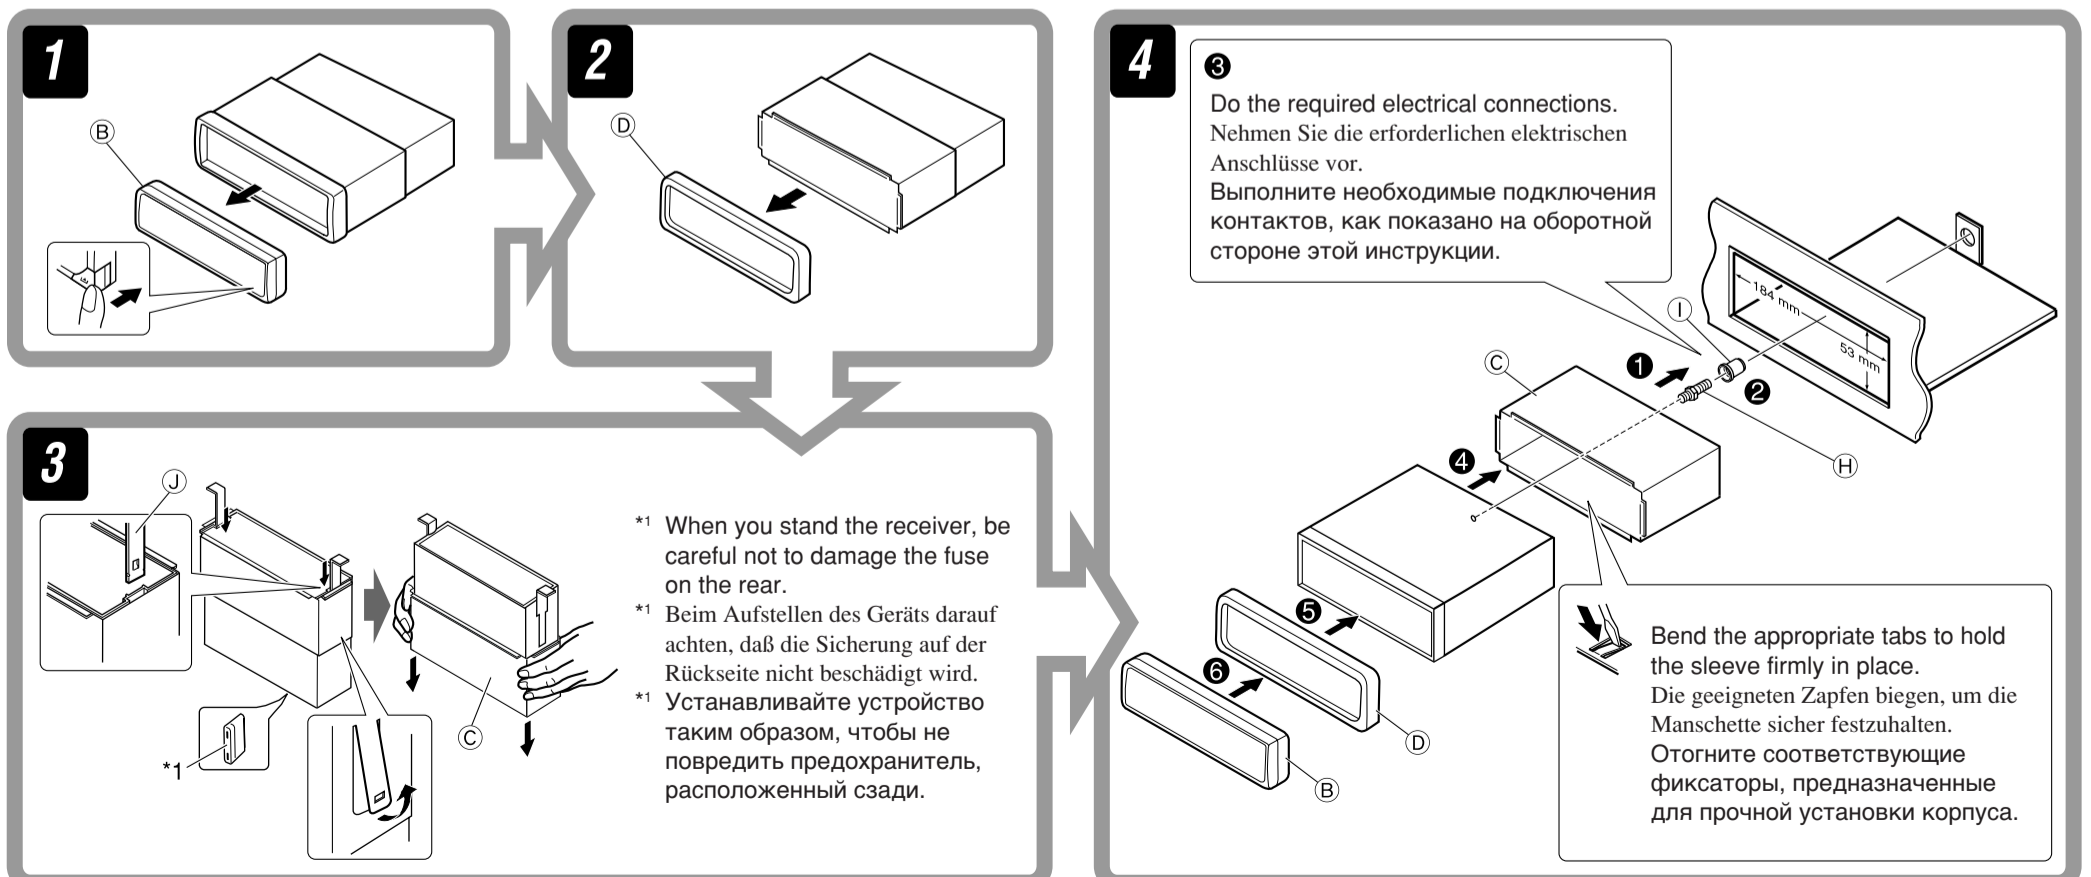 1
B
2
D
3
J
*1
C
*1 When you stand the receiver, be
careful not to damage the fuse
on the rear.
*1 Beim Aufstellen des Geräts darauf
achten, daß die Sicherung auf der
Rückseite nicht beschädigt wird.
*1 Устанавливайте устройство
таким образом, чтобы не
повредить предохранитель,
расположенный сзади.
4
❸
Do the required electrical connections.
Nehmen Sie die erforderlichen elektrischen
Anschlüsse vor.
Выполните необходимые подключения
контактов, как показано на оборотной
стороне этой инструкции.
184 mm
53 mm
I
C
❶
❷
H
❹
❺
❻
D
B
Bend the appropriate tabs to hold
the sleeve firmly in place.
Die geeigneten Zapfen biegen, um die
Manschette sicher festzuhalten.
Отогните соответствующие
фиксаторы, предназначенные
для прочной установки корпуса.